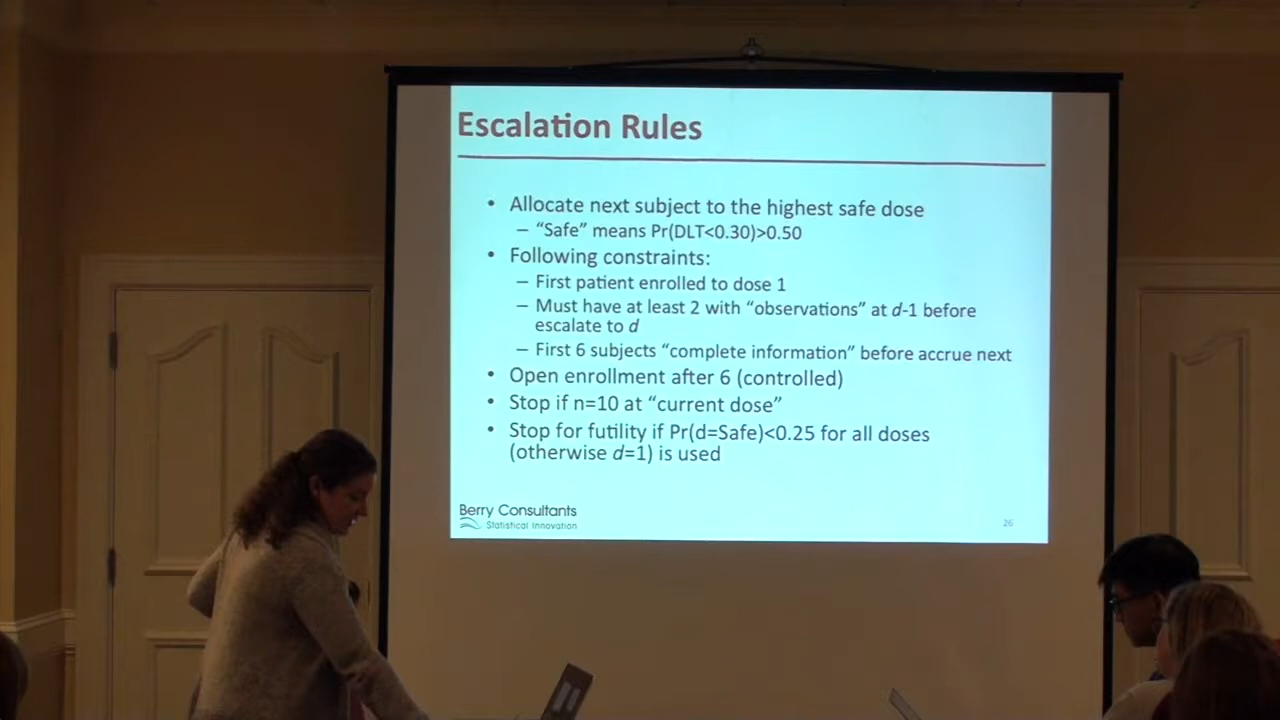 Escalation Rules
• Allocate next subject to the highest safe dose
– “Safe” means Pr(DLT<0.30)>0.50
• Following constraints:
– First patient enrolled to dose 1
– Must have at least 2 with “observations” at d-1 before
escalate to d
– First 6 subjects “complete information” before accrue next
• Open enrollment after 6 (controlled)
• Stop if n=10 at “current dose”
• Stop for futility if Pr(d=Safe)<0.25 for all doses
(otherwise d=1) is used
Berry Consultants
Statistical Innovation
26